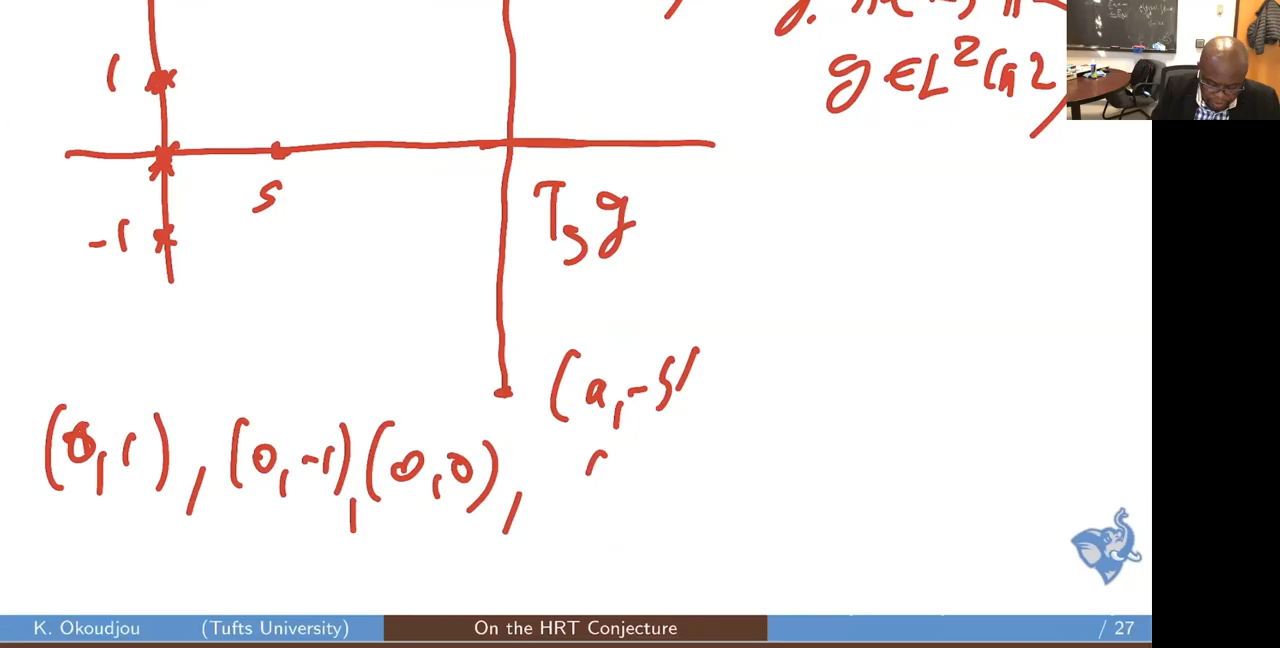 1
g ∈ L²(ℝ²)
s
-1
T_s g
(a, -s)
(0, 1), (0, -1), (0, 0),
K. Okoudjou (Tufts University) On the HRT Conjecture / 27